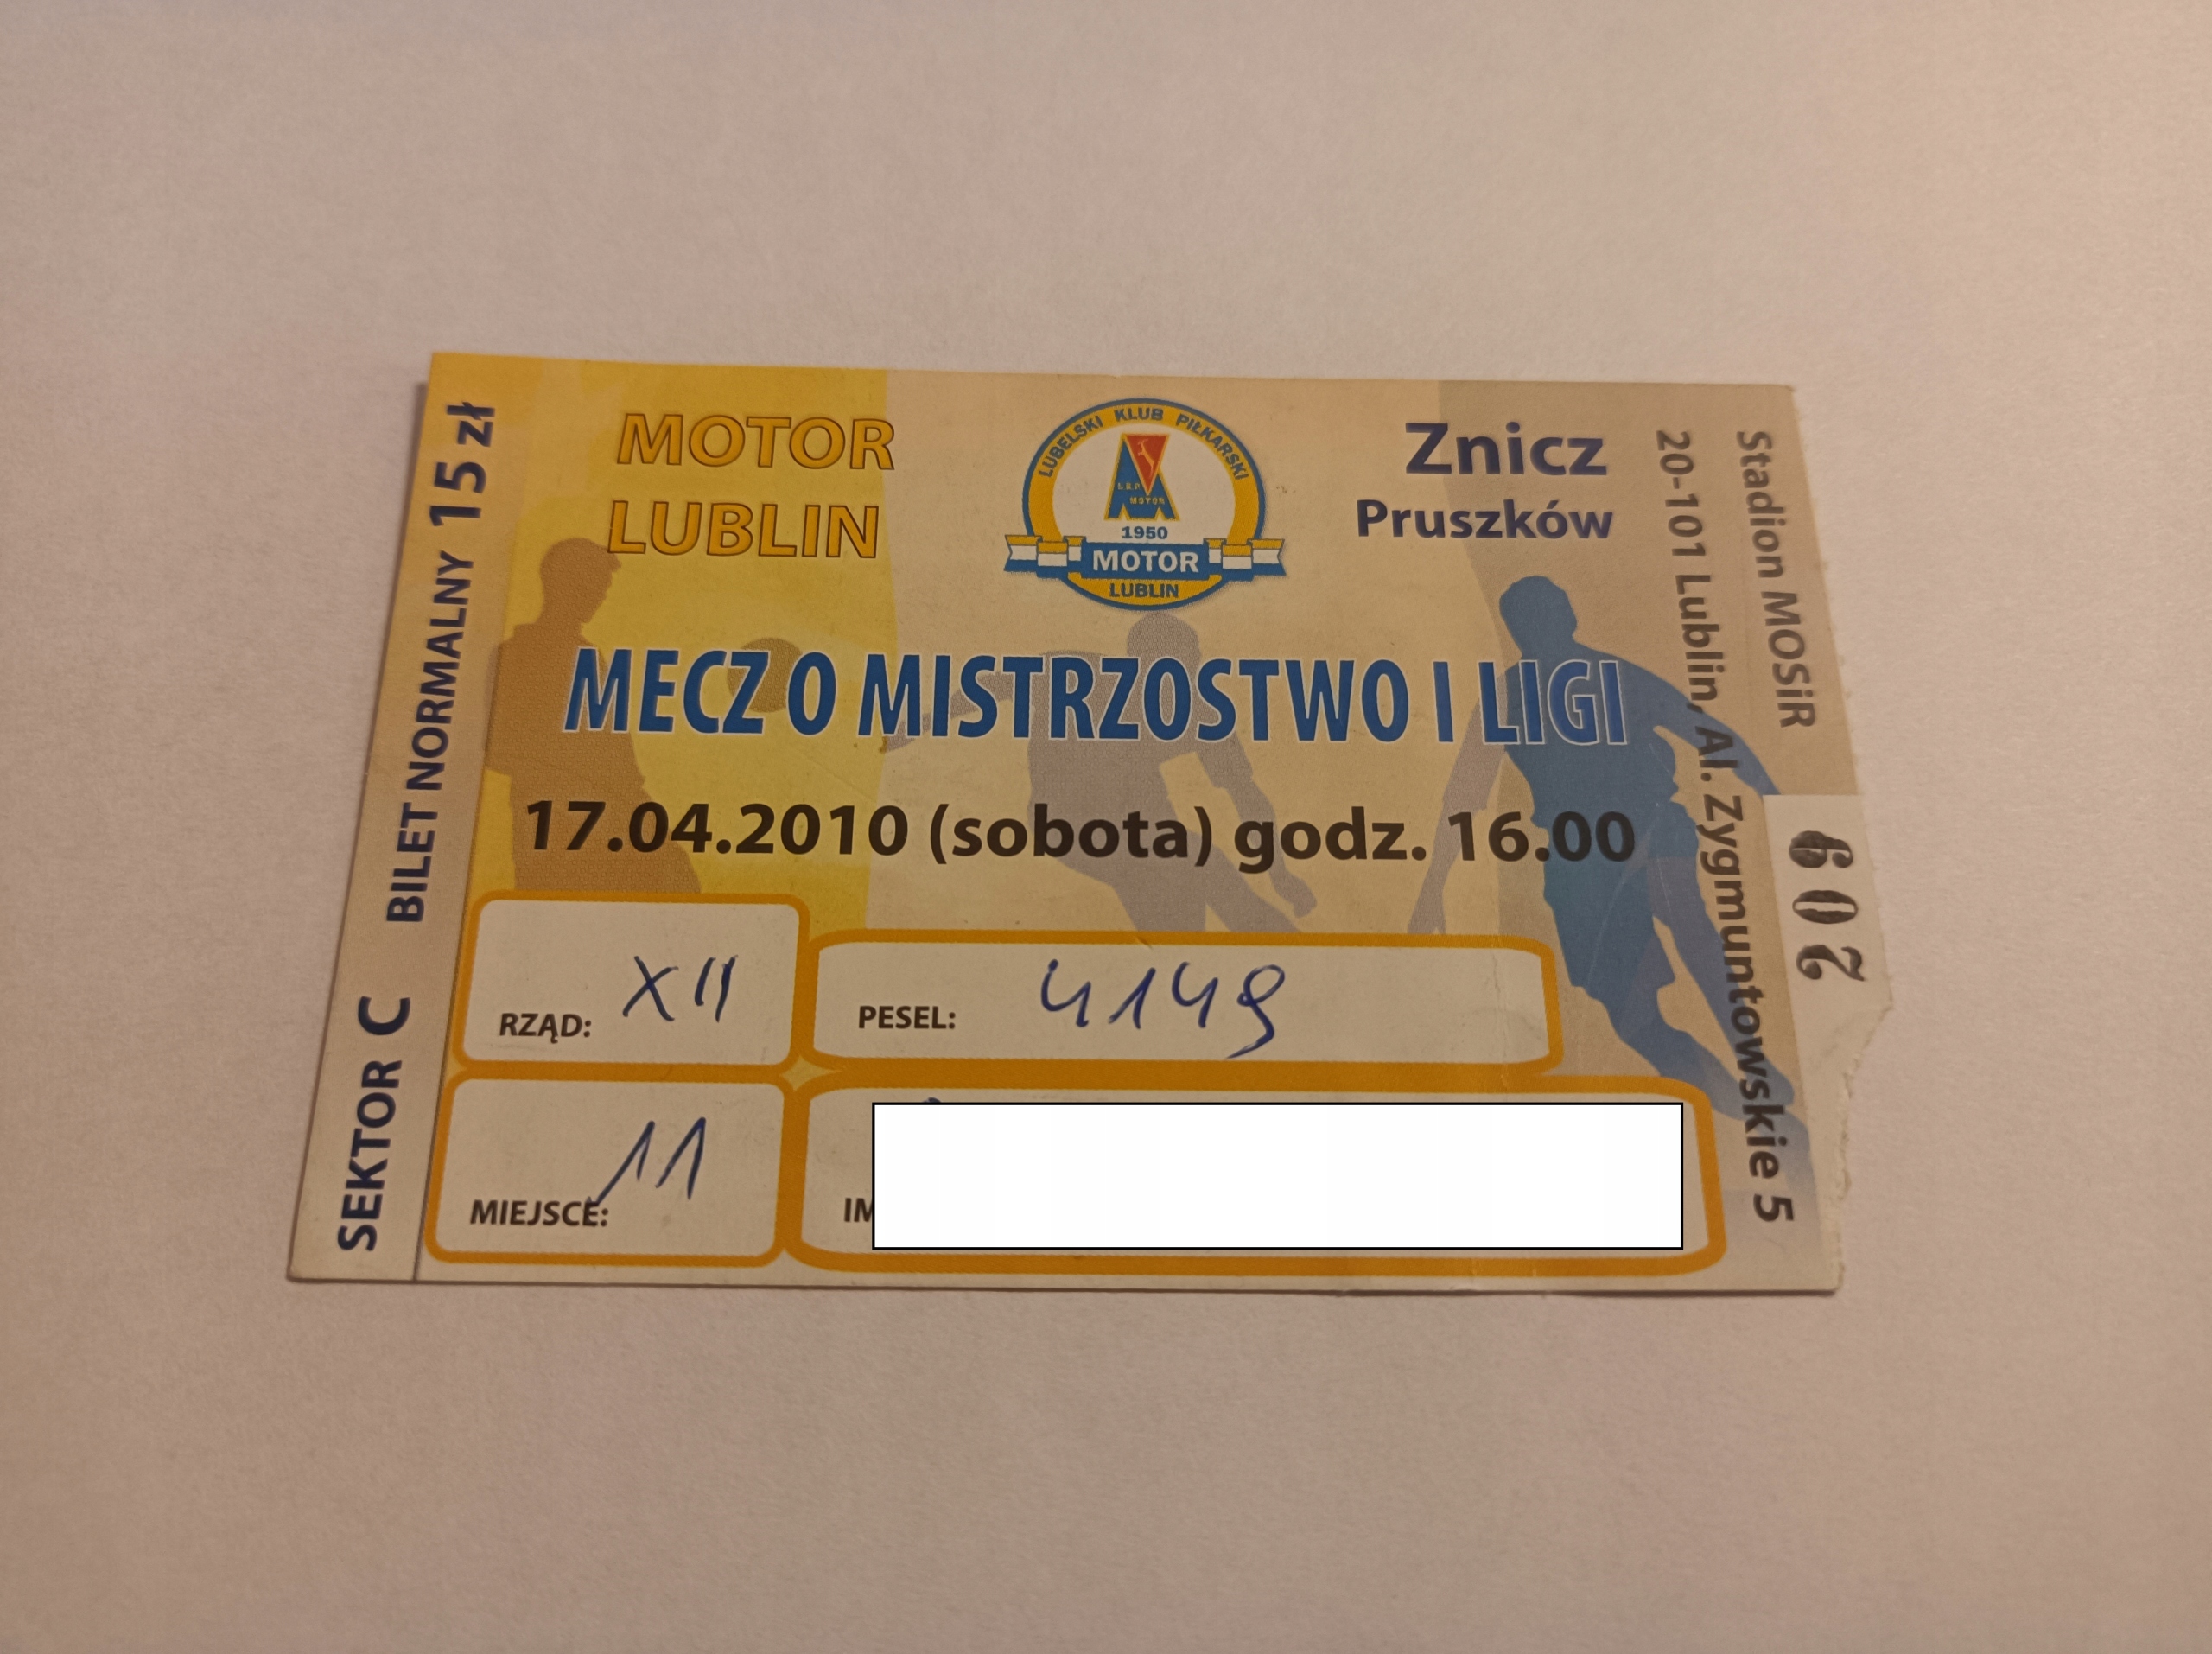 SEKTOR C BILET NORMALNY 15 zł
MOTOR
LUBLIN
LUBELSKI KLUB PIŁKARSKI
L.K.P.
MOTOR
1950
MOTOR
LUBLIN
Znicz
Pruszków
MECZ O MISTRZOSTWO I LIGI
17.04.2010 (sobota) godz. 16.00
RZĄD: XII
PESEL: 4149
MIEJSCE: 11
IM
Stadion MOSiR
20-101 Lublin, Al. Zygmuntowskie 5